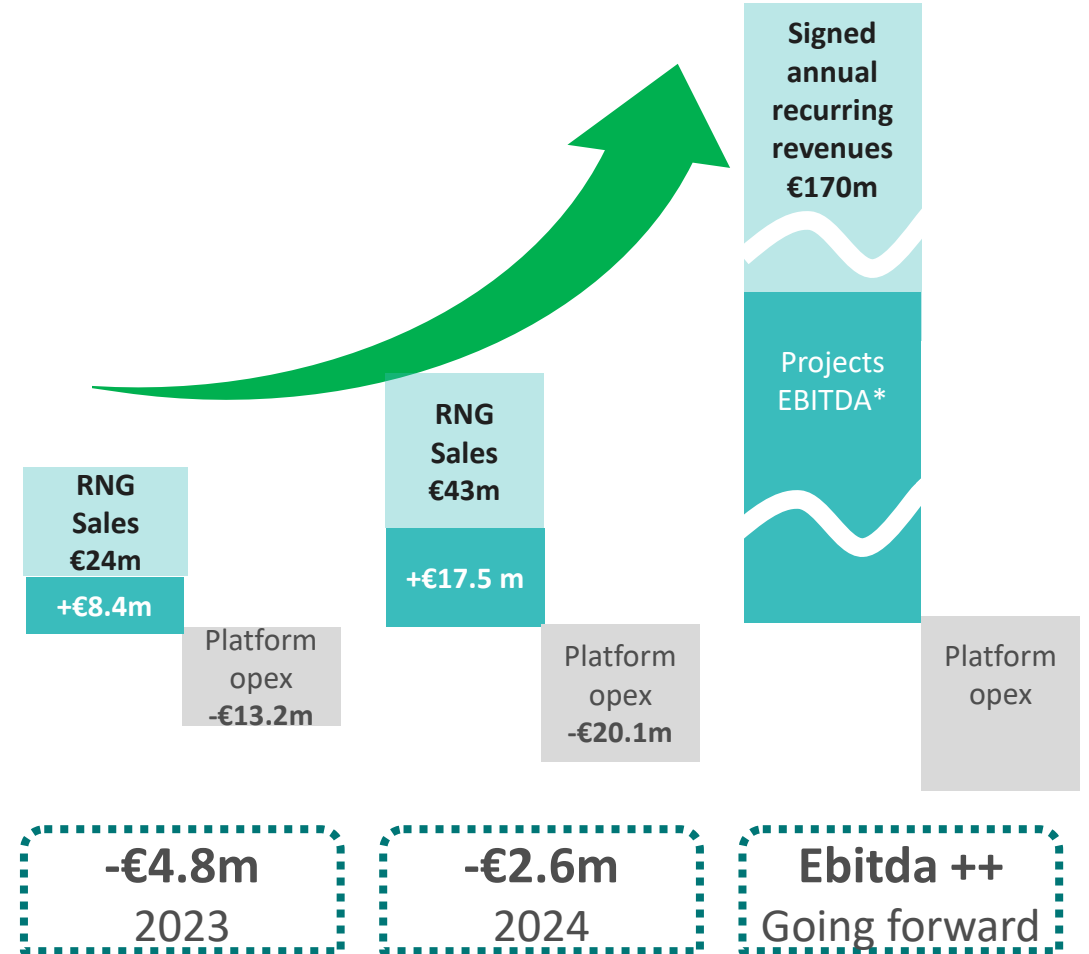 RNG
Sales
€24m
+€8.4m
Platform
opex
-€13.2m
-€4.8m
2023
RNG
Sales
€43m
+€17.5 m
Platform
opex
-€20.1m
-€2.6m
2024
Signed
annual
recurring
revenues
€170m
Projects
EBITDA*
Platform
opex
Ebitda ++
Going forward